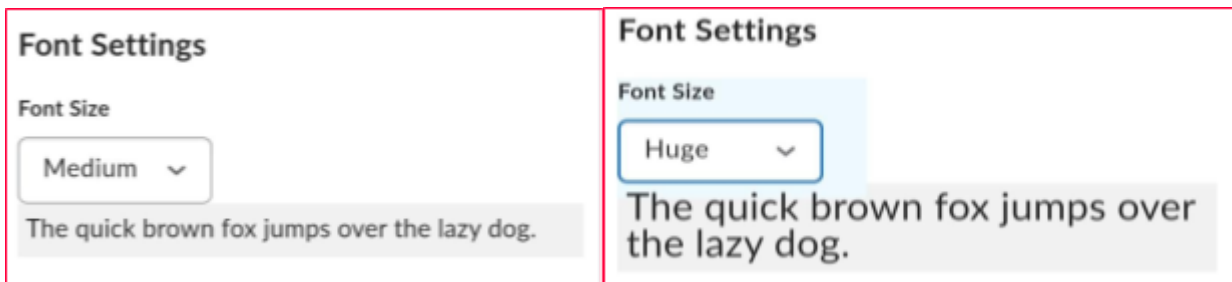 Font Settings
Font Size
Medium
The quick brown fox jumps over the lazy dog.
Font Settings
Font Size
Huge
The quick brown fox jumps over
the lazy dog.